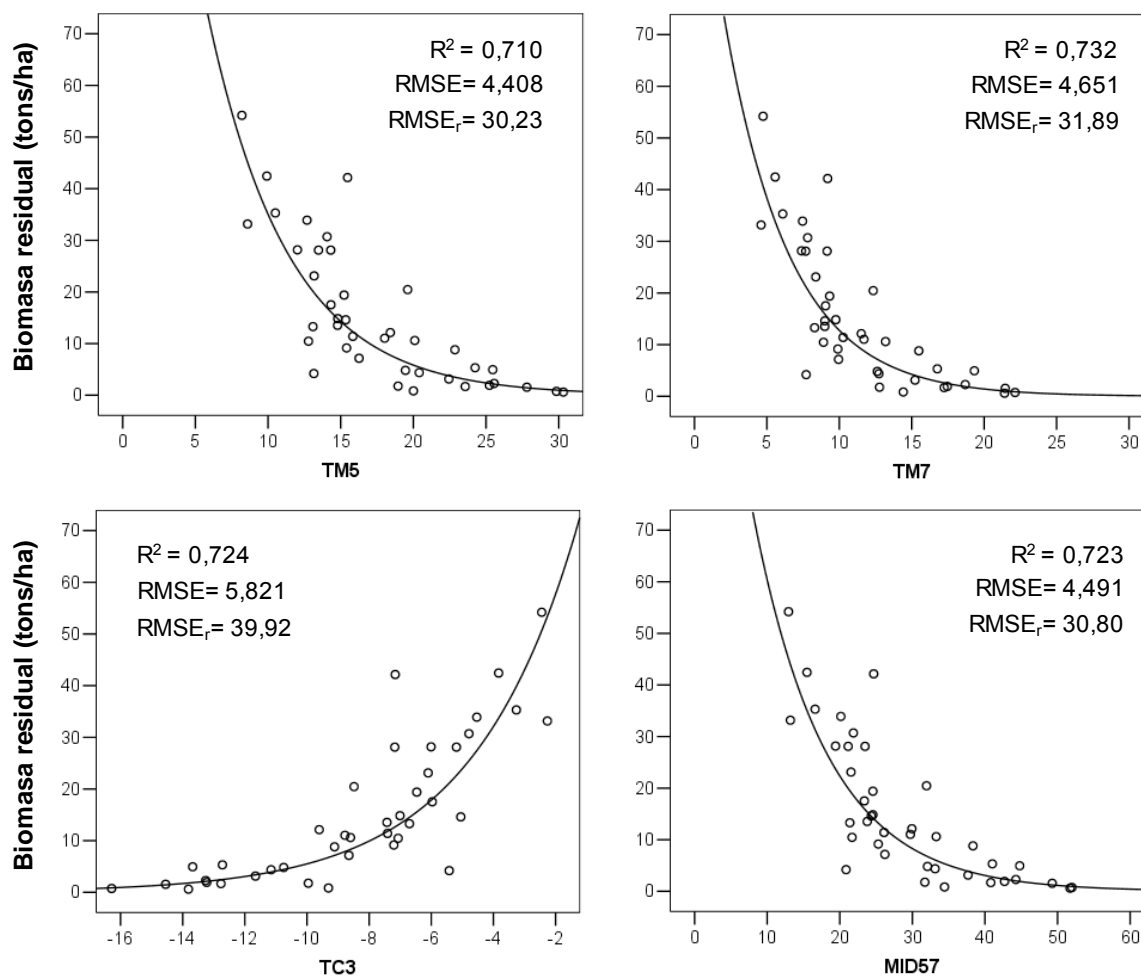 Biomasa residual (tons/ha)
70
60
50
40
30
20
10
0
R² = 0,710
RMSE= 4,408
RMSEᵣ= 30,23
0 5 10 15 20 25 30
TM5
70
60
50
40
30
20
10
0
R² = 0,732
RMSE= 4,651
RMSEᵣ= 31,89
0 5 10 15 20 25 30
TM7
Biomasa residual (tons/ha)
70
60
50
40
30
20
10
0
R² = 0,724
RMSE= 5,821
RMSEᵣ= 39,92
-16 -14 -12 -10 -8 -6 -4 -2
TC3
70
60
50
40
30
20
10
0
R² = 0,723
RMSE= 4,491
RMSEᵣ= 30,80
0 10 20 30 40 50 60
MID57